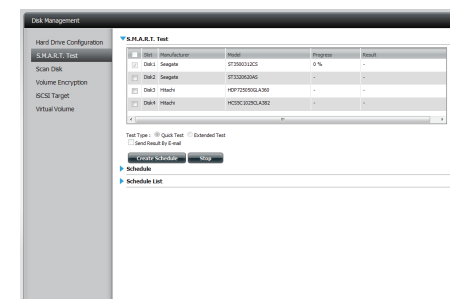 Disk Management
Hard Drive Configuration
S.M.A.R.T. Test
Scan Disk
Volume Encryption
iSCSI Target
Virtual Volume
S.M.A.R.T. Test
Slot Manufacturer Model Progress Result
Disk1 Seagate ST3500312CS 0 % -
Disk2 Seagate ST3320620AS - -
Disk3 Hitachi HDP725050GLA360 - -
Disk4 Hitachi - -
Test Type : Quick Test Extended Test
Send Result By E-mail
Create Schedule Stop
Schedule
Schedule List